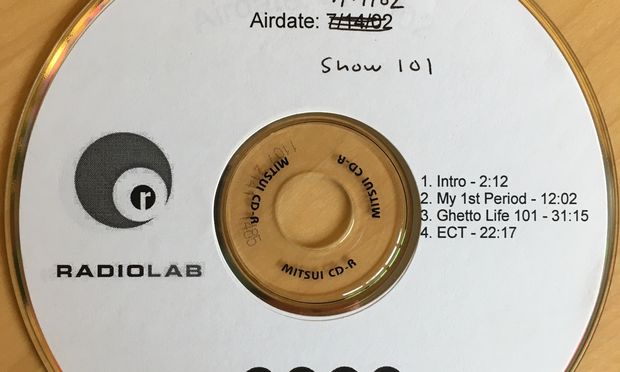 Airdate: 7/14/02
Show 101
r
RADIOLAB
1. Intro - 2:12
2. My 1st Period - 12:02
3. Ghetto Life 101 - 31:15
4. ECT - 22:17
MITSUI CD-R
MITSUI CD-R
MITSUI CD-R